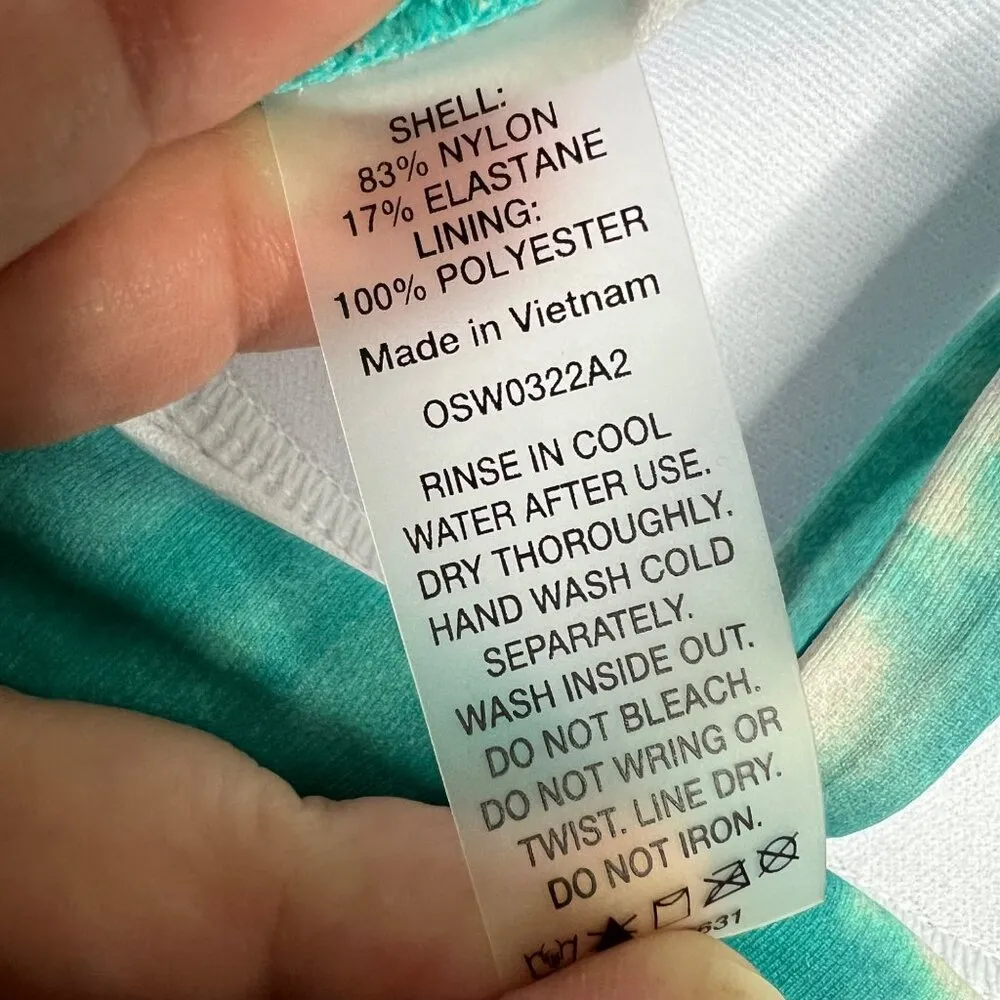 SHELL:
83% NYLON
17% ELASTANE
LINING:
100% POLYESTER
Made in Vietnam
OSW0322A2
RINSE IN COOL
WATER AFTER USE.
DRY THOROUGHLY.
HAND WASH COLD
SEPARATELY.
WASH INSIDE OUT.
DO NOT BLEACH.
DO NOT WRING OR
TWIST. LINE DRY.
DO NOT IRON.